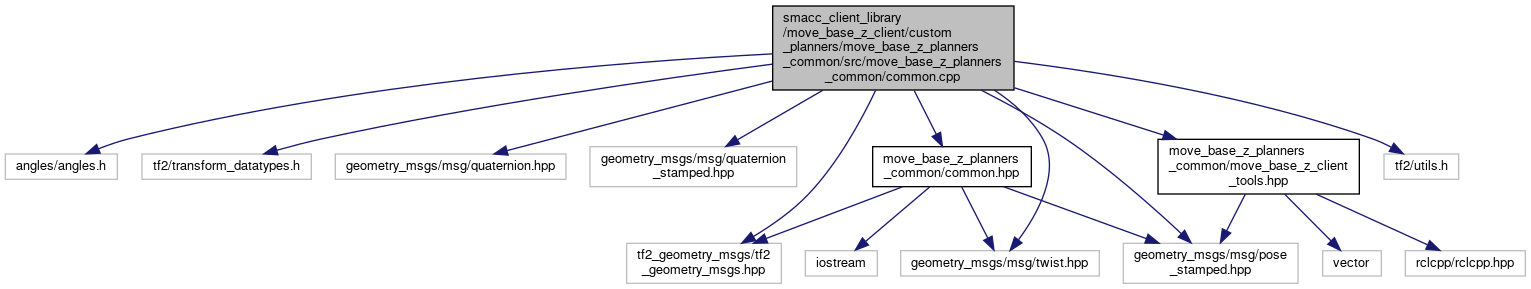 smacc_client_library
/move_base_z_client/custom
_planners/move_base_z_planners
_common/src/move_base_z_planners
_common/common.cpp
angles/angles.h
tf2/transform_datatypes.h
geometry_msgs/msg/quaternion.hpp
geometry_msgs/msg/quaternion
_stamped.hpp
move_base_z_planners
_common/common.hpp
move_base_z_planners
_common/move_base_z_client
_tools.hpp
tf2/utils.h
tf2_geometry_msgs/tf2
_geometry_msgs.hpp
iostream
geometry_msgs/msg/twist.hpp
geometry_msgs/msg/pose
_stamped.hpp
vector
rclcpp/rclcpp.hpp